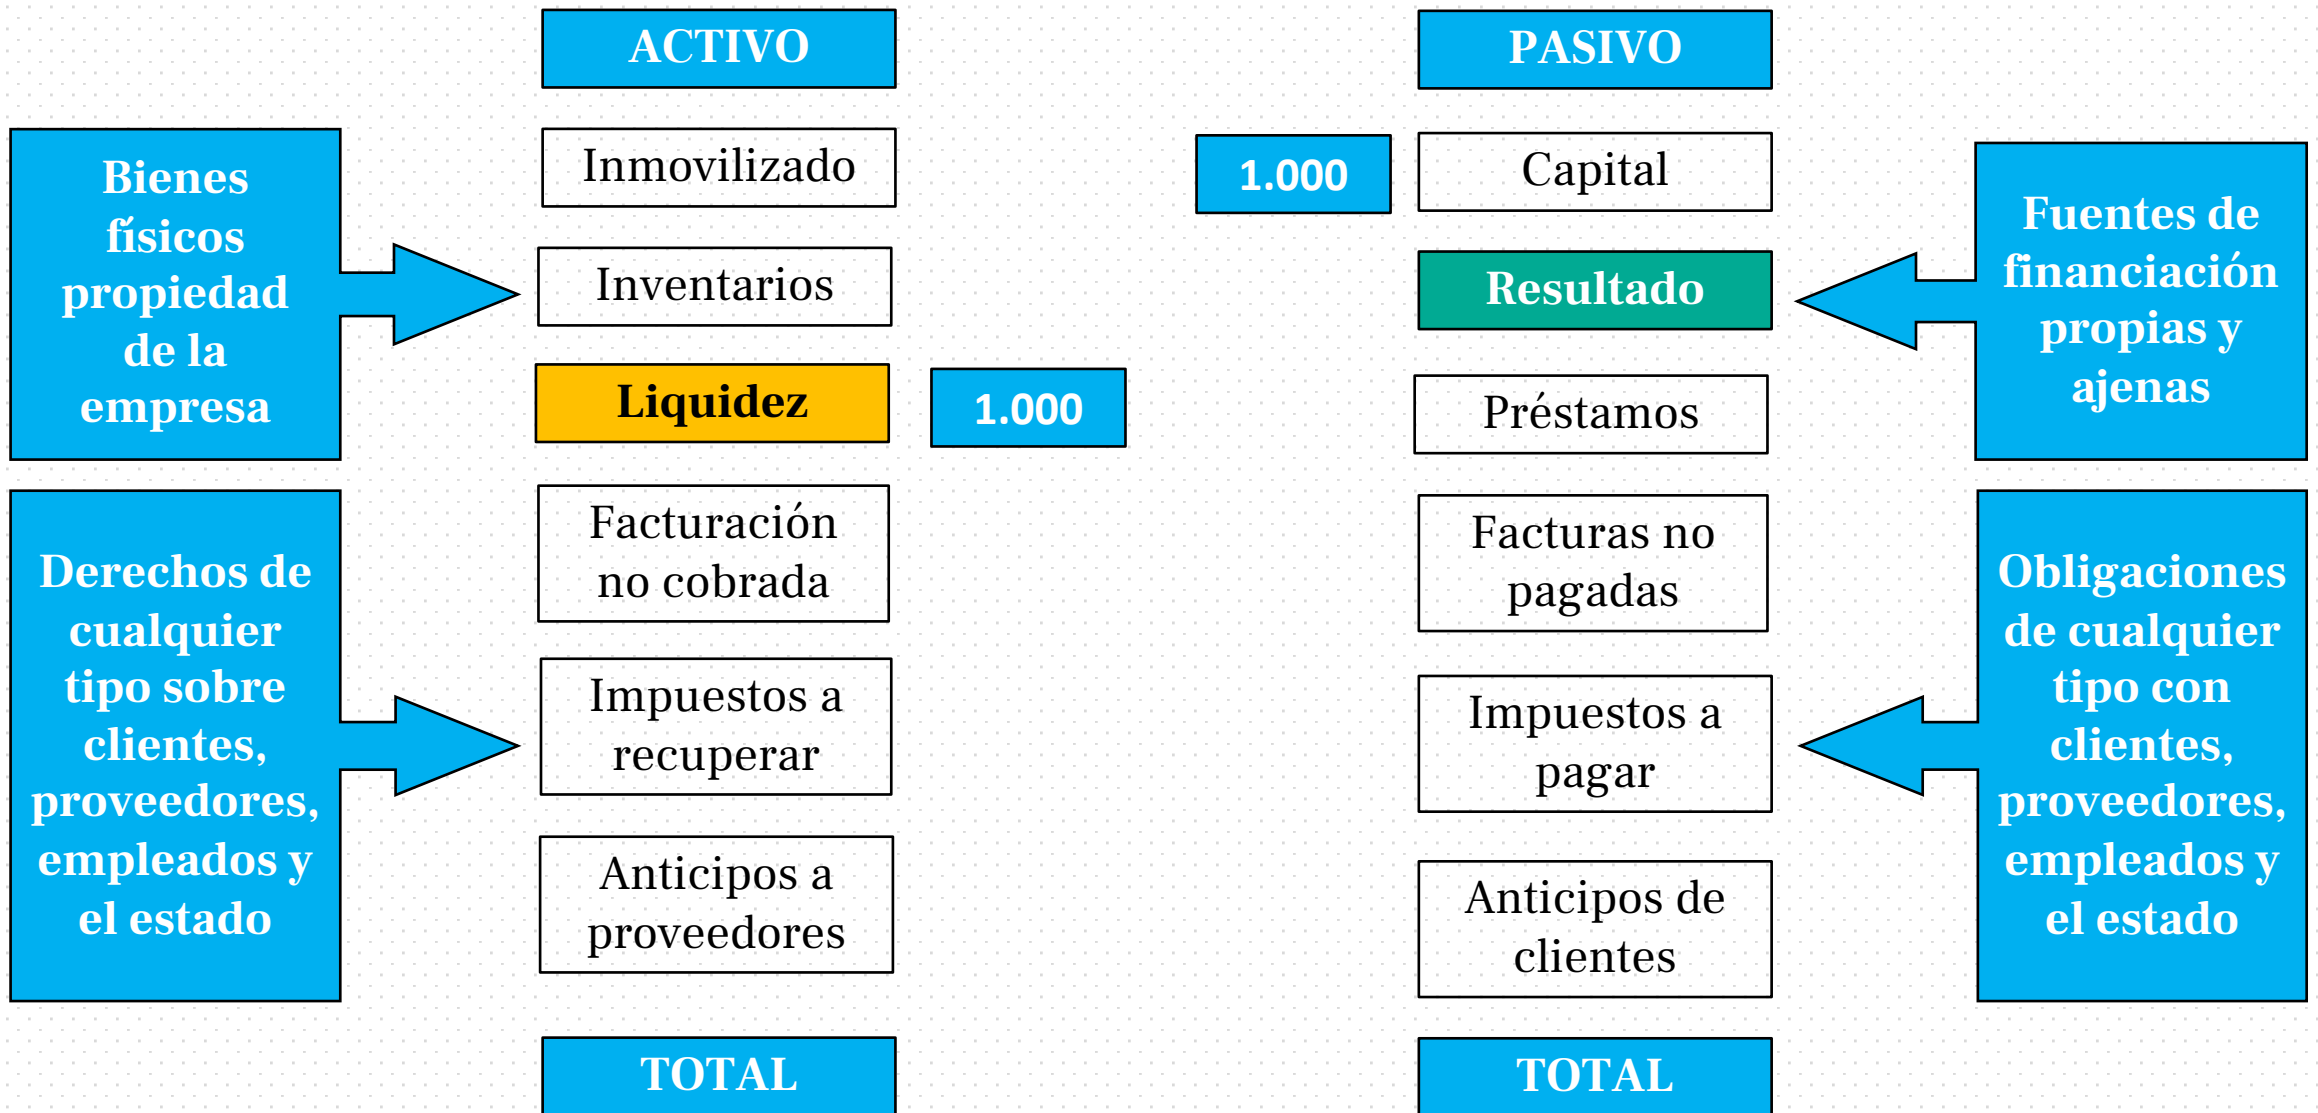 ACTIVO
PASIVO
Bienes
físicos
propiedad
de la
empresa
Inmovilizado
Inventarios
Liquidez
1.000
1.000
Capital
Resultado
Préstamos
Fuentes de
financiación
propias y
ajenas
Derechos de
cualquier
tipo sobre
clientes,
proveedores,
empleados y
el estado
Facturación
no cobrada
Impuestos a
recuperar
Anticipos a
proveedores
Facturas no
pagadas
Impuestos a
pagar
Anticipos de
clientes
Obligaciones
de cualquier
tipo con
clientes,
proveedores,
empleados y
el estado
TOTAL
TOTAL